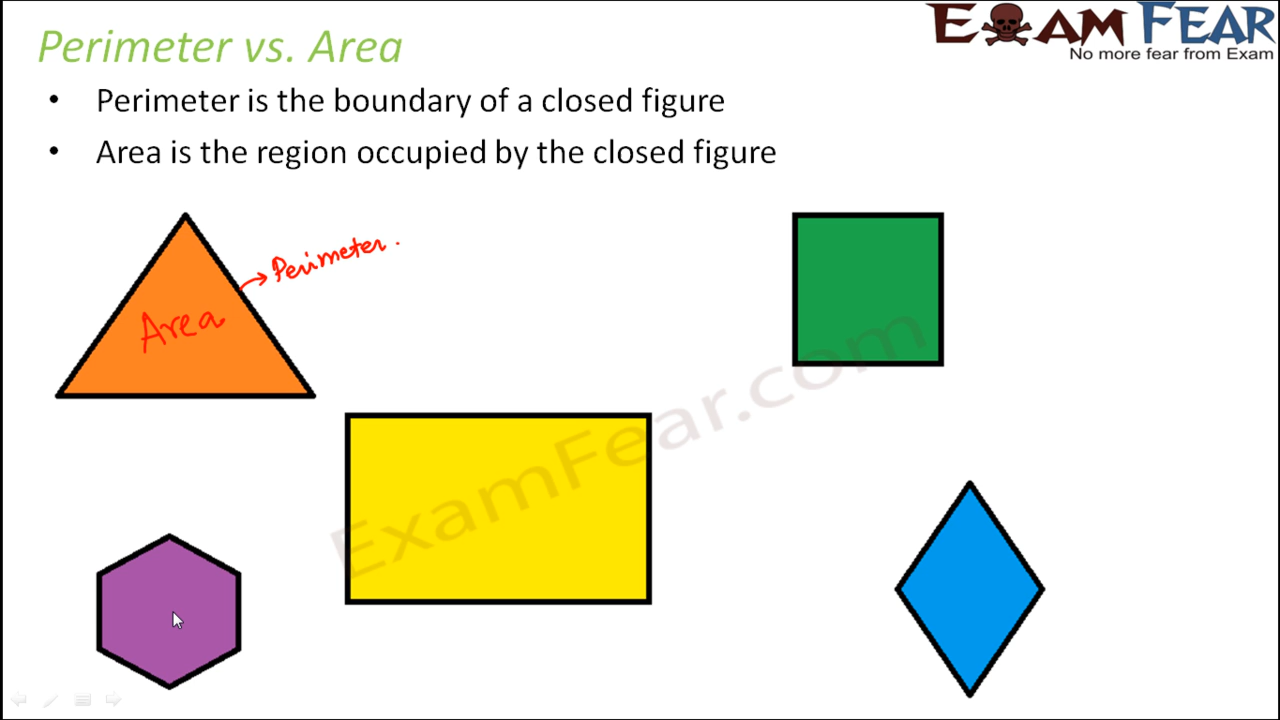 Perimeter vs. Area
EXAM FEAR
No more fear from Exam
• Perimeter is the boundary of a closed figure
• Area is the region occupied by the closed figure
Perimeter.
Area
ExamFear.com